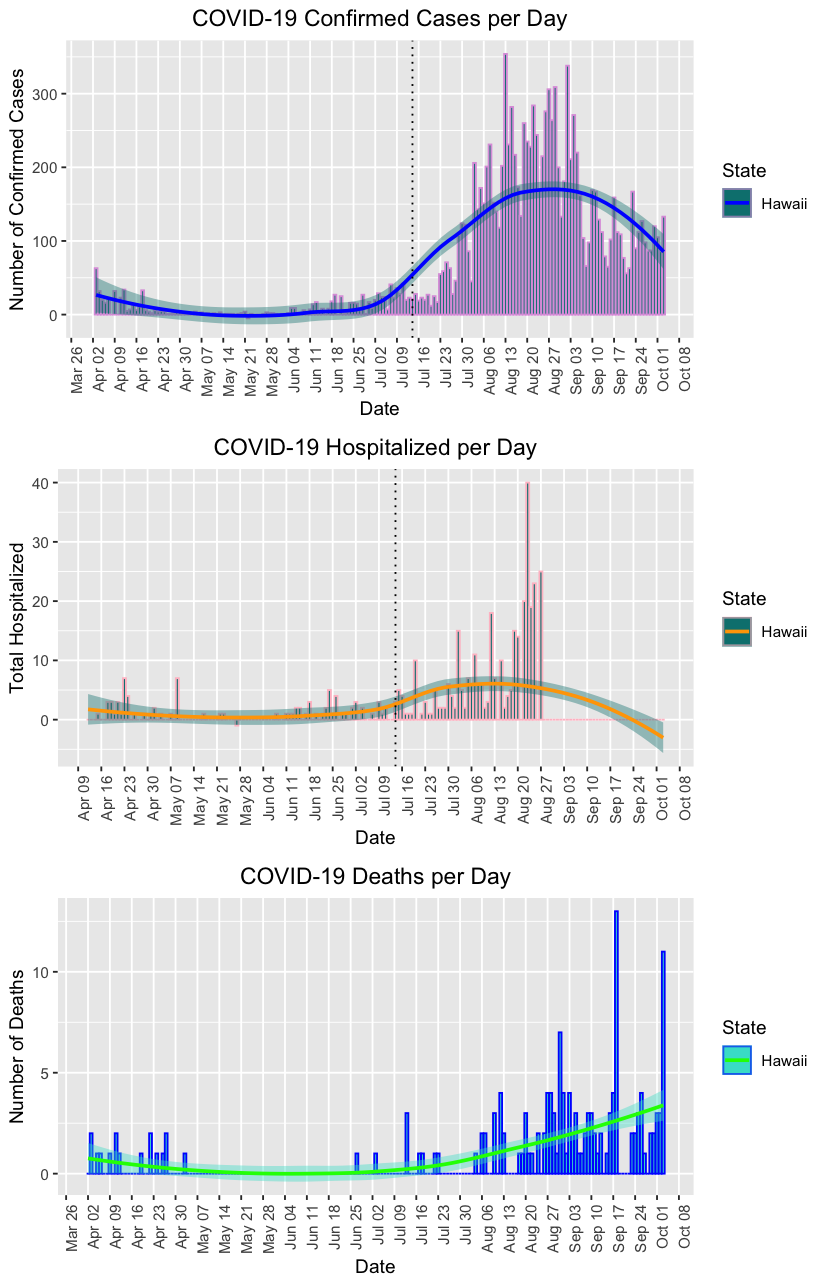 COVID-19 Confirmed Cases per Day
Number of Confirmed Cases
300
200
100
0
Mar 26
Apr 02
Apr 09
Apr 16
Apr 23
Apr 30
May 07
May 14
May 21
May 28
Jun 04
Jun 11
Jun 18
Jun 25
Jul 02
Jul 09
Jul 16
Jul 23
Jul 30
Aug 06
Aug 13
Aug 20
Aug 27
Sep 03
Sep 10
Sep 17
Sep 24
Oct 01
Oct 08
Date
State
Hawaii
COVID-19 Hospitalized per Day
Total Hospitalized
40
30
20
10
0
Apr 09
Apr 16
Apr 23
Apr 30
May 07
May 14
May 21
May 28
Jun 04
Jun 11
Jun 18
Jun 25
Jul 02
Jul 09
Jul 16
Jul 23
Jul 30
Aug 06
Aug 13
Aug 20
Aug 27
Sep 03
Sep 10
Sep 17
Sep 24
Oct 01
Oct 08
Date
State
Hawaii
COVID-19 Deaths per Day
Number of Deaths
10
5
0
Mar 26
Apr 02
Apr 09
Apr 16
Apr 23
Apr 30
May 07
May 14
May 21
May 28
Jun 04
Jun 11
Jun 18
Jun 25
Jul 02
Jul 09
Jul 16
Jul 23
Jul 30
Aug 06
Aug 13
Aug 20
Aug 27
Sep 03
Sep 10
Sep 17
Sep 24
Oct 01
Oct 08
Date
State
Hawaii